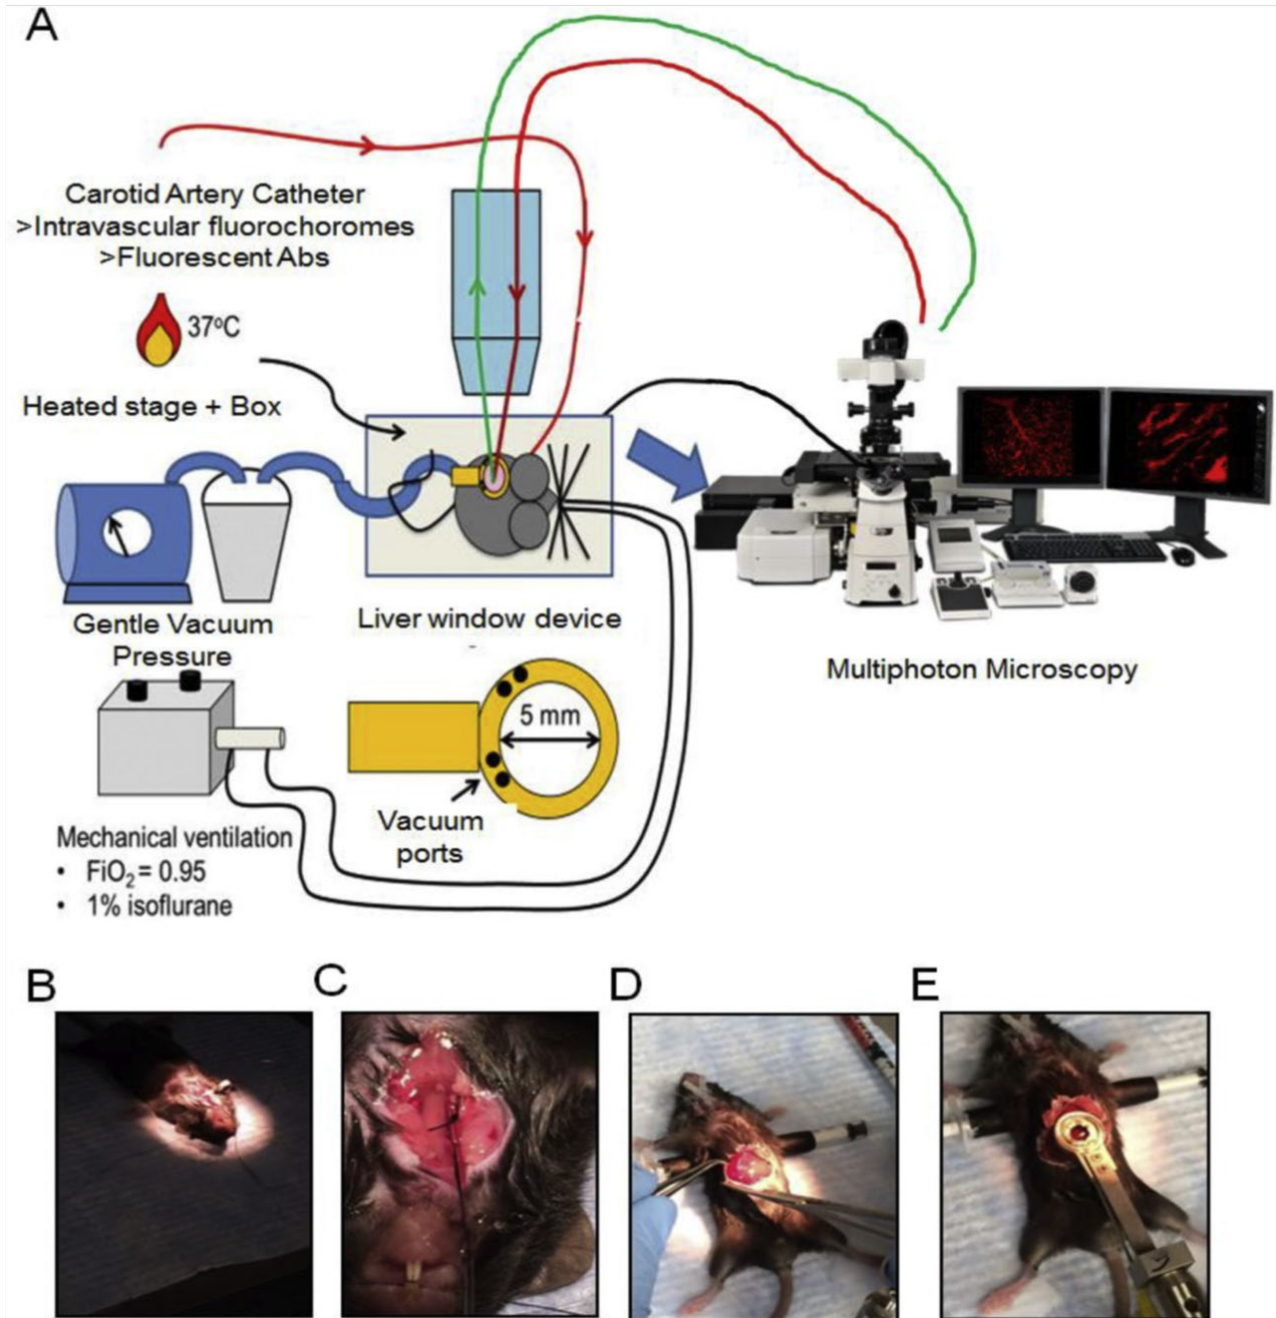 A
Carotid Artery Catheter
>Intravascular fluorochoromes
>Fluorescent Abs
37°C
Heated stage + Box
Gentle Vacuum
Pressure
Liver window device
Multiphoton Microscopy
5 mm
Vacuum
ports
Mechanical ventilation
• FiO₂ = 0.95
• 1% isoflurane
B
C
D
E